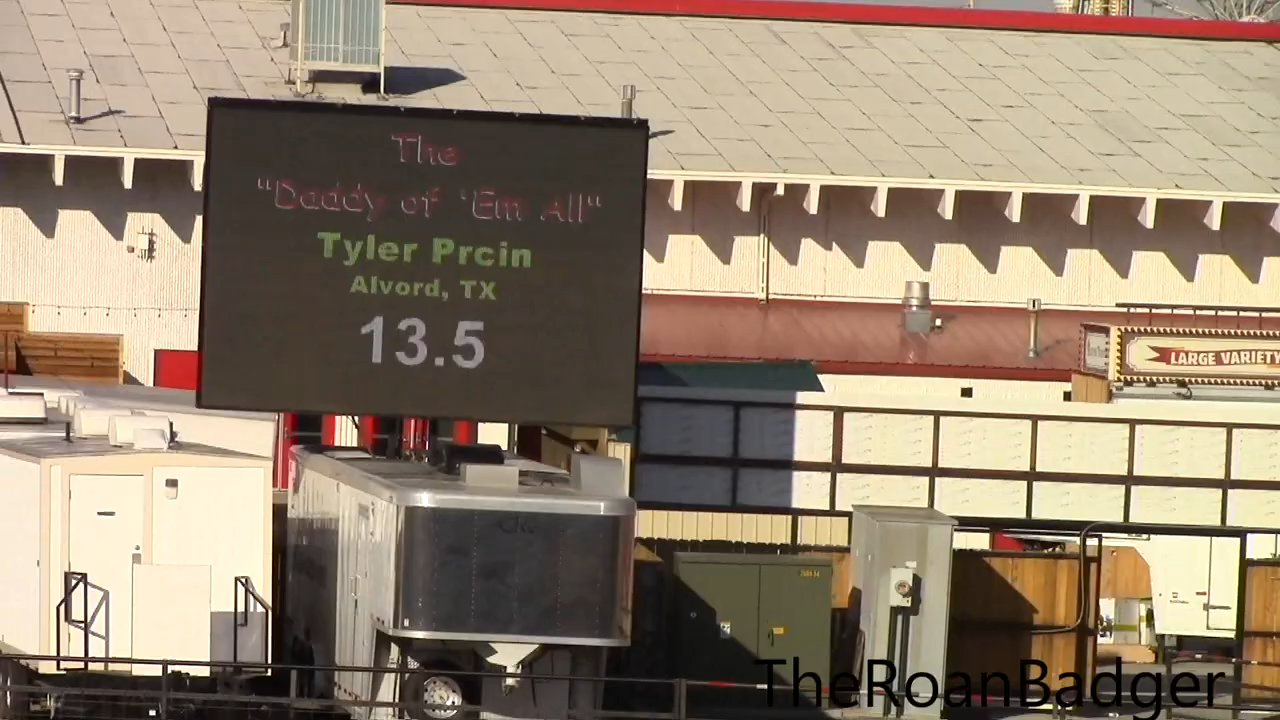 The
"Daddy of 'Em All"
Tyler Prcin
Alvord, TX
13.5
LARGE VARIETY
TheRoanBadger